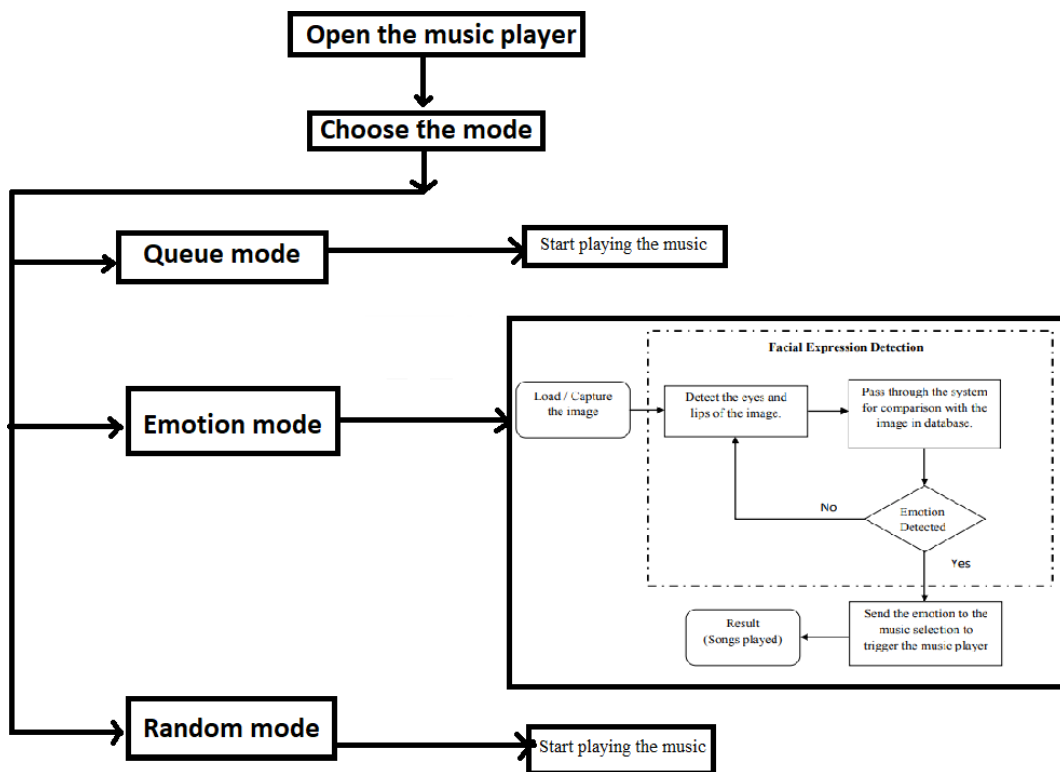 Open the music player
Choose the mode
Queue mode
Start playing the music
Facial Expression Detection
Load / Capture
the image
Detect the eyes and
lips of the image.
Pass through the system
for comparison with the
image in database.
Emotion mode
No
Emotion
Detected
Yes
Send the emotion to the
music selection to
trigger the music player
Result
(Songs played)
Random mode
Start playing the music